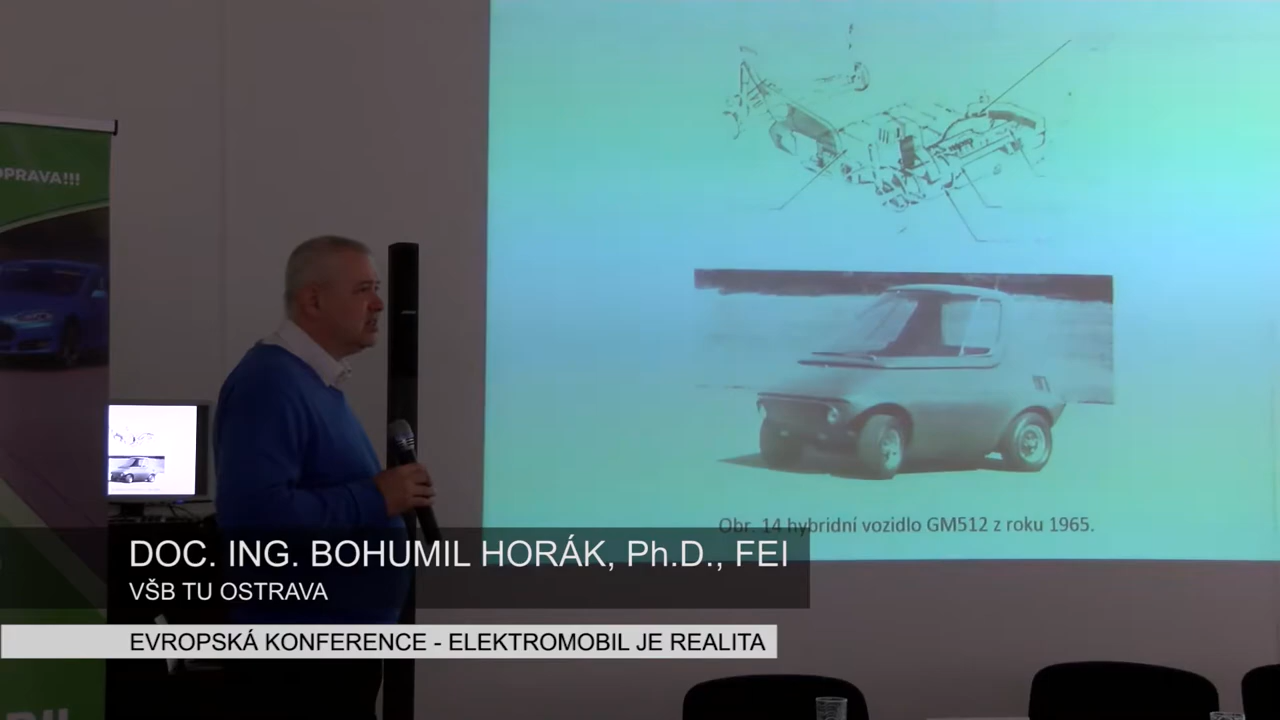 OPRAVA!!!
Obr. 14 hybridní vozidlo GM512 z roku 1965.
DOC. ING. BOHUMIL HORÁK, Ph.D., FEI
VŠB TU OSTRAVA
EVROPSKÁ KONFERENCE - ELEKTROMOBIL JE REALITA